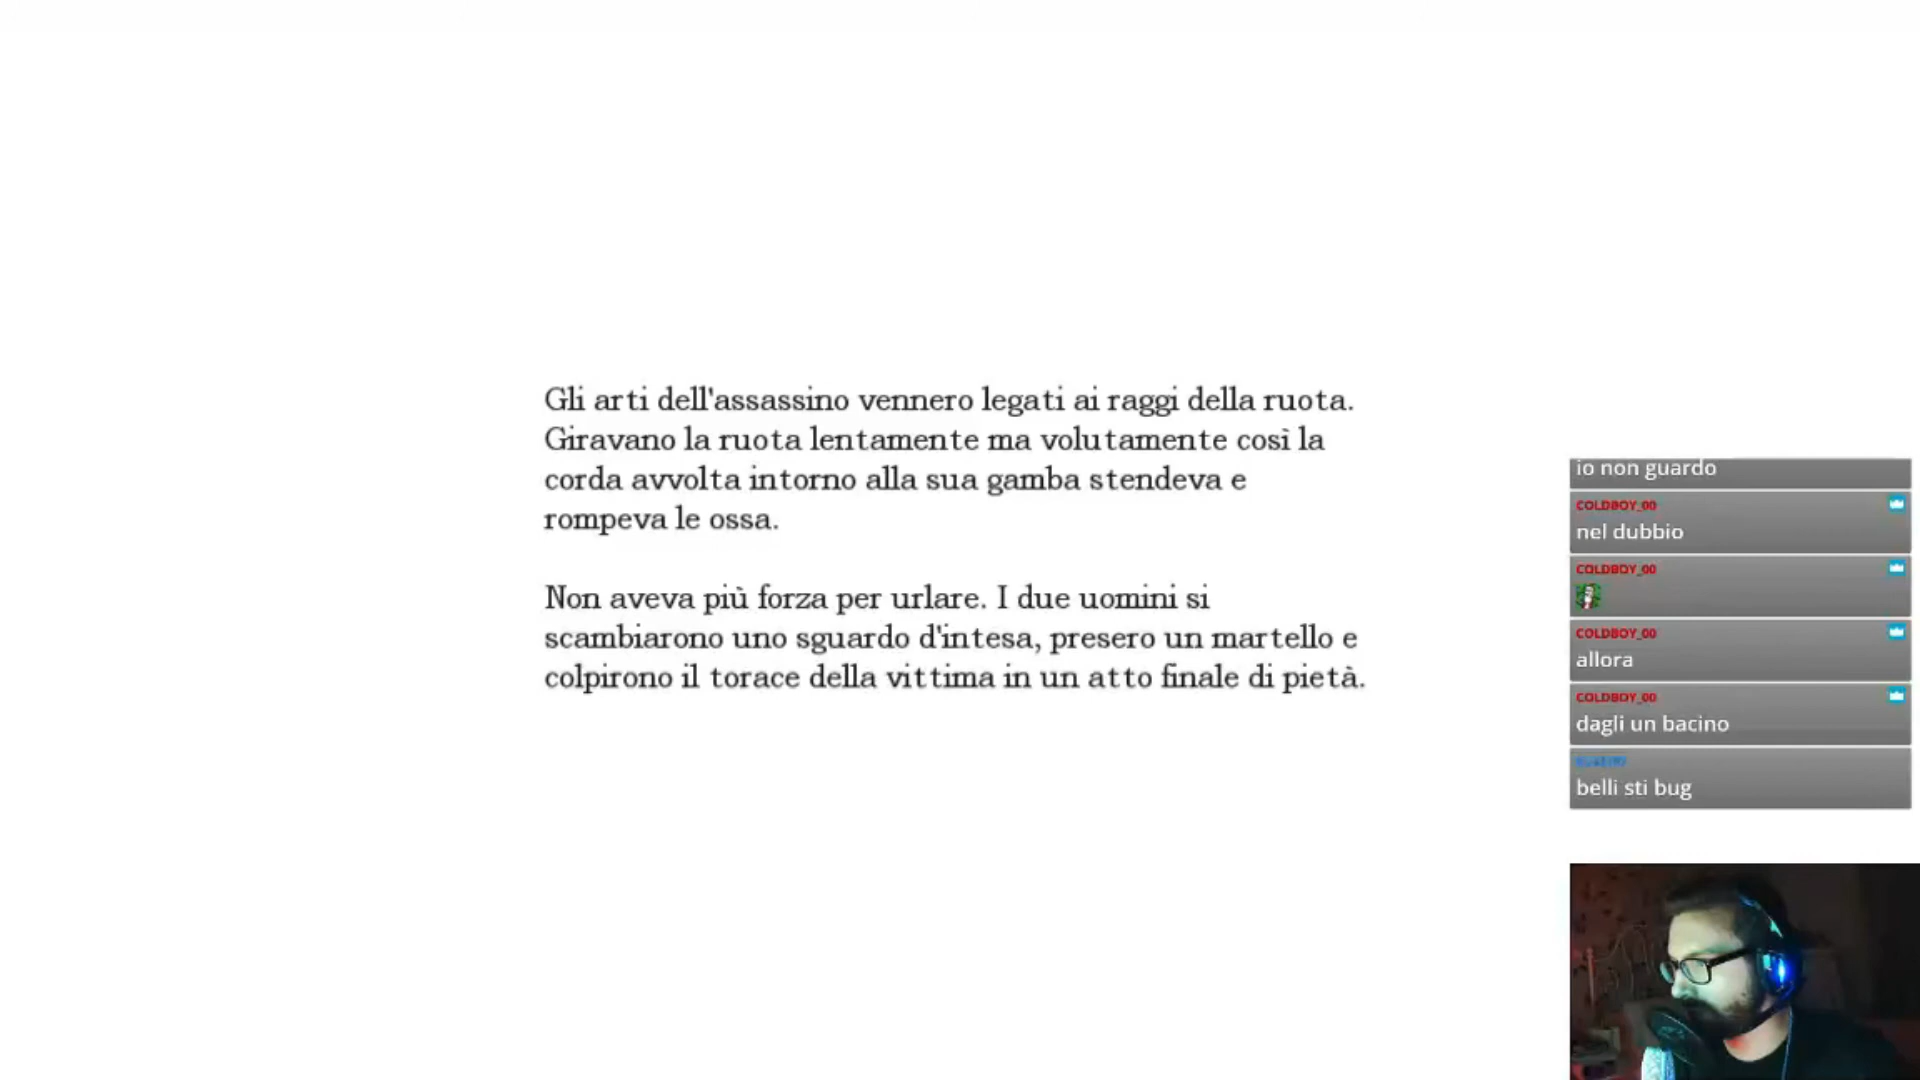 Gli arti dell'assassino vennero legati ai raggi della ruota.
Giravano la ruota lentamente ma volutamente così la
corda avvolta intorno alla sua gamba stendeva e
rompeva le ossa.
Non aveva più forza per urlare. I due uomini si
scambiarono uno sguardo d'intesa, presero un martello e
colpirono il torace della vittima in un atto finale di pietà.
io non guardo
COLDBOY_00
nel dubbio
COLDBOY_00
COLDBOY_00
allora
COLDBOY_00
dagli un bacino
belli sti bug